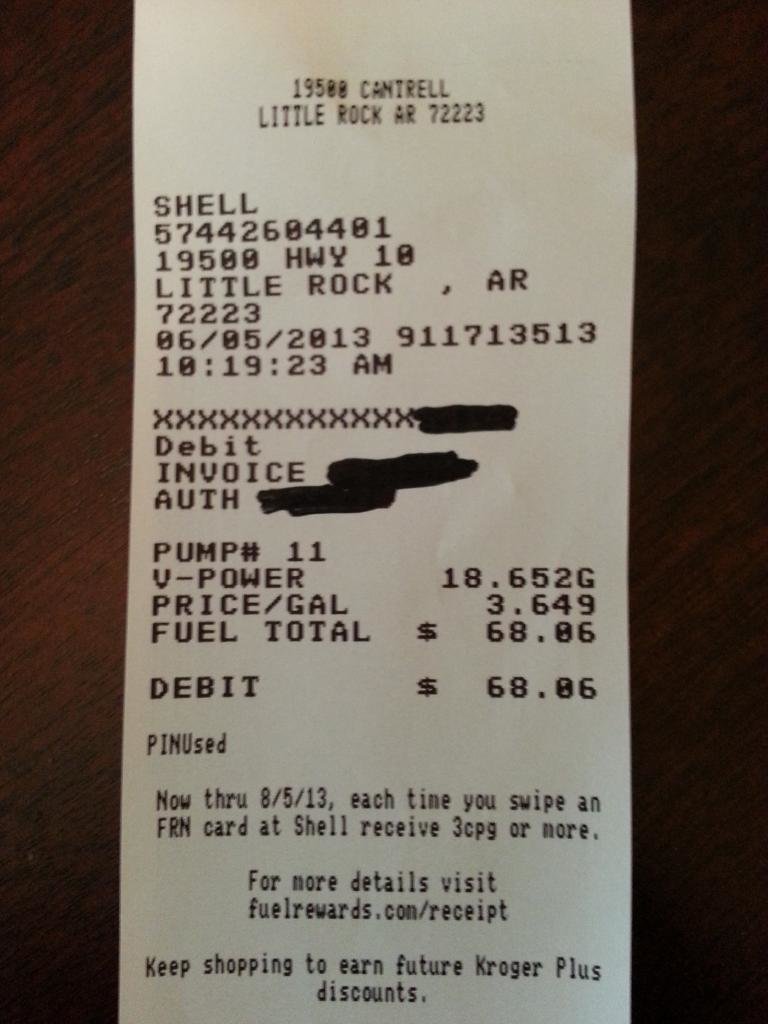 19500 CANTRELL
LITTLE ROCK AR 72223
SHELL
57442604401
19500 HWY 10
LITTLE ROCK , AR
72223
06/05/2013 911713513
10:19:23 AM
XXXXXXXXXXXX
Debit
INVOICE
AUTH
PUMP# 11
V-POWER 18.652G
PRICE/GAL 3.649
FUEL TOTAL $ 68.06
DEBIT $ 68.06
PINUsed
Now thru 8/5/13, each time you swipe an
FRN card at Shell receive 3cpg or more.
For more details visit
fuelrewards.com/receipt
Keep shopping to earn future Kroger Plus
discounts.